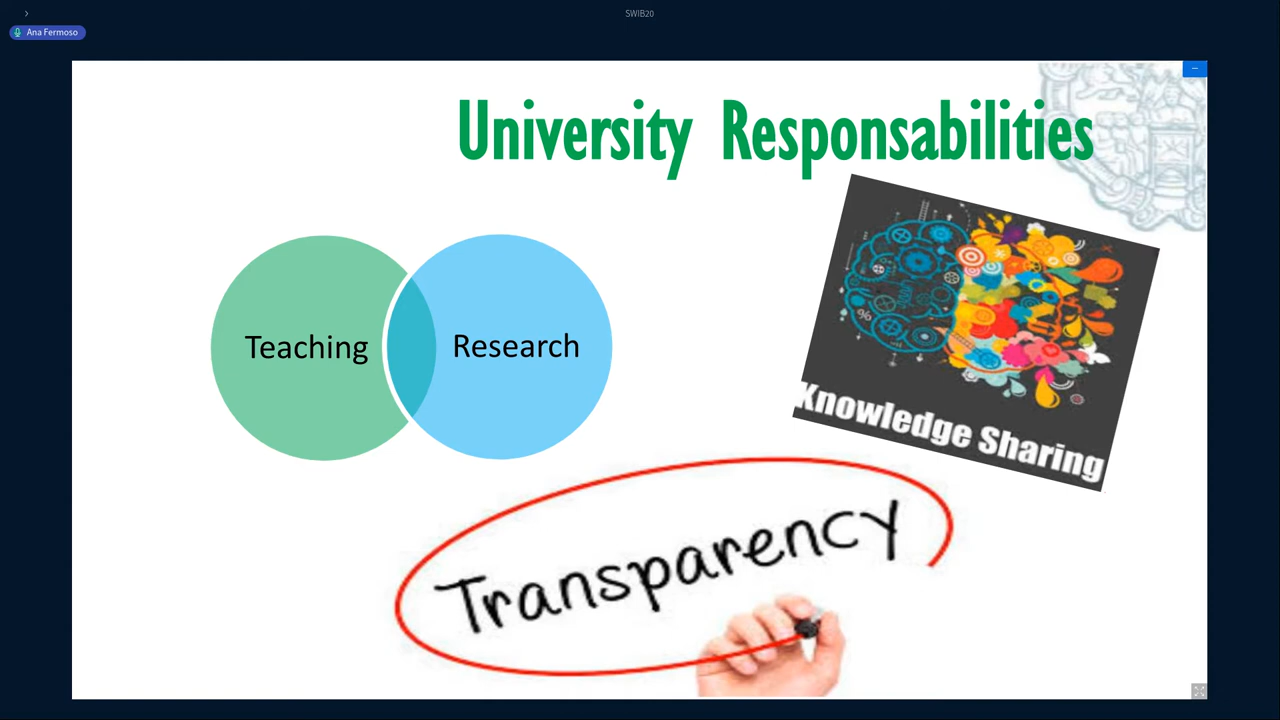 SWIB20
Ana Fermoso
University Responsabilities
Teaching
Research
%
Knowledge Sharing
Transparency